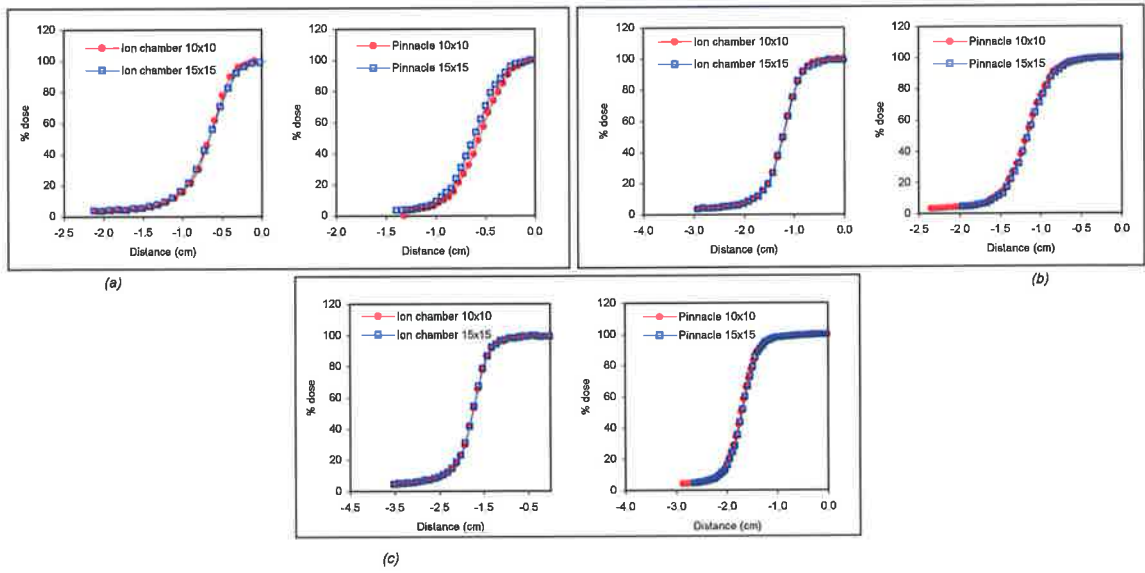 120
100
80
60
40
20
0
% dose
Ion chamber 10x10
Ion chamber 15x15
-2.5 -2.0 -1.5 -1.0 -0.5 0.0
Distance (cm)
120
100
80
60
40
20
0
% dose
Pinnacle 10x10
Pinnacle 15x15
-2.0 -1.5 -1.0 -0.5 0.0
Distance (cm)
(a)
120
100
80
60
40
20
0
% dose
Ion chamber 10x10
Ion chamber 15x15
-4.0 -3.0 -2.0 -1.0 0.0
Distance (cm)
120
100
80
60
40
20
0
% dose
Pinnacle 10x10
Pinnacle 15x15
-2.5 -2.0 -1.5 -1.0 -0.5 0.0
Distance (cm)
(b)
120
100
80
60
40
20
0
% dose
Ion chamber 10x10
Ion chamber 15x15
-4.5 -3.5 -2.5 -1.5 -0.5
Distance (cm)
120
100
80
60
40
20
0
% dose
Pinnacle 10x10
Pinnacle 15x15
-4.0 -3.0 -2.0 -1.0 0.0
Distance (cm)
(c)